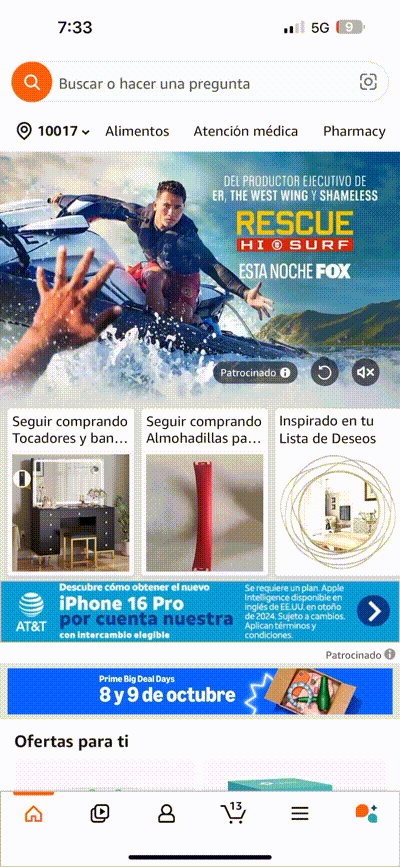 7:33
5G
9
Buscar o hacer una pregunta
10017
Alimentos
Atención médica
Pharmacy
DEL PRODUCTOR EJECUTIVO DE
ER, THE WEST WING Y SHAMELESS
RESCUE
HI SURF
ESTA NOCHE FOX
Patrocinado
Seguir comprando
Tocadores y ban…
Seguir comprando
Almohadillas pa…
Inspirado en tu
Lista de Deseos
AT&T
Descubre cómo obtener el nuevo
iPhone 16 Pro
por cuenta nuestra
con intercambio elegible
Se requiere un plan. Apple
Intelligence disponible en
inglés de EE.UU. en otoño
de 2024. Sujeto a cambios.
Aplican términos y
condiciones.
Patrocinado
Prime Big Deal Days
8 y 9 de octubre
Ofertas para ti
13